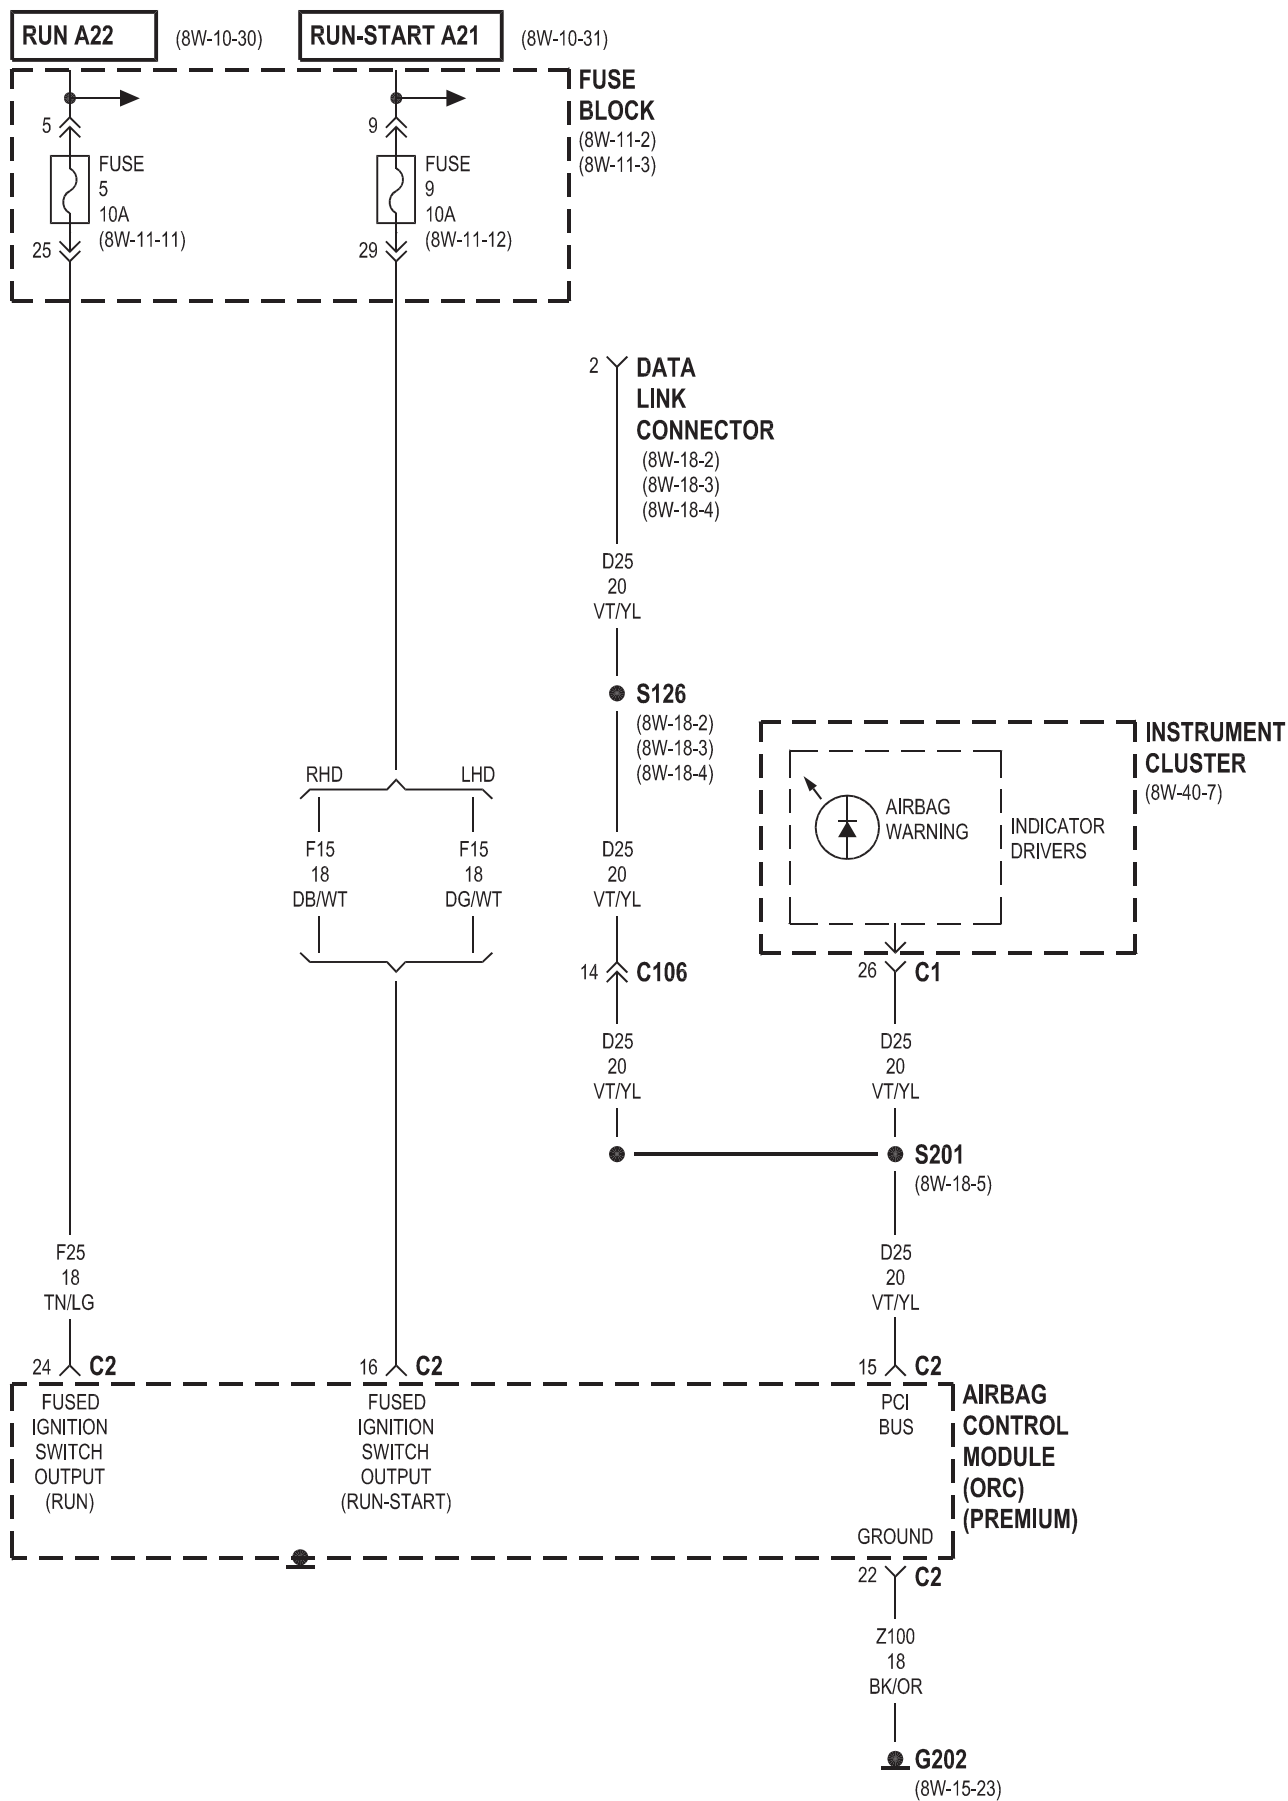 RUN A22
(8W-10-30)
RUN-START A21
(8W-10-31)
FUSE
BLOCK
(8W-11-2)
(8W-11-3)
5
FUSE
5
10A
(8W-11-11)
25
9
FUSE
9
10A
(8W-11-12)
29
2
DATA
LINK
CONNECTOR
(8W-18-2)
(8W-18-3)
(8W-18-4)
D25
20
VT/YL
S126
(8W-18-2)
(8W-18-3)
(8W-18-4)
INSTRUMENT
CLUSTER
(8W-40-7)
AIRBAG
WARNING
INDICATOR
DRIVERS
RHD
LHD
F15
18
DB/WT
F15
18
DG/WT
D25
20
VT/YL
14
C106
26
C1
D25
20
VT/YL
D25
20
VT/YL
S201
(8W-18-5)
F25
18
TN/LG
D25
20
VT/YL
24
C2
16
C2
15
C2
FUSED
IGNITION
SWITCH
OUTPUT
(RUN)
FUSED
IGNITION
SWITCH
OUTPUT
(RUN-START)
PCI
BUS
AIRBAG
CONTROL
MODULE
(ORC)
(PREMIUM)
GROUND
22
C2
Z100
18
BK/OR
G202
(8W-15-23)